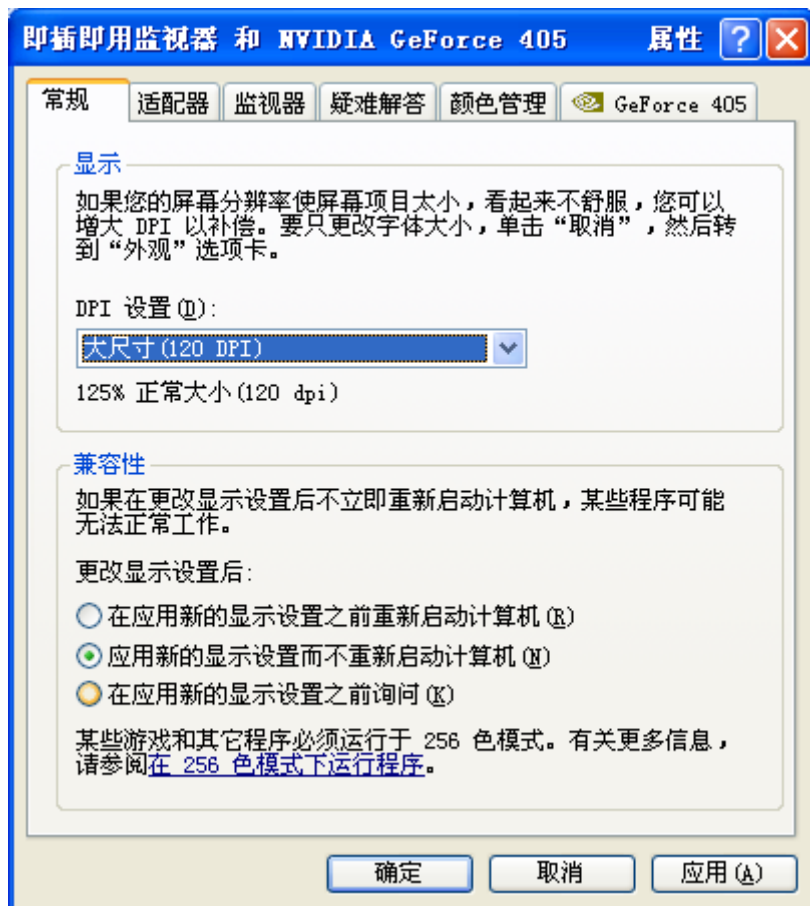 即插即用监视器 和 NVIDIA GeForce 405 属性
常规 适配器 监视器 疑难解答 颜色管理 GeForce 405
显示
如果您的屏幕分辨率使屏幕项目太小，看起来不舒服，您可以
增大 DPI 以补偿。要只更改字体大小，单击“取消”，然后转
到“外观”选项卡。
DPI 设置(D):
大尺寸(120 DPI)
125% 正常大小(120 dpi)
兼容性
如果在更改显示设置后不立即重新启动计算机，某些程序可能
无法正常工作。
更改显示设置后:
在应用新的显示设置之前重新启动计算机(R)
应用新的显示设置而不重新启动计算机(N)
在应用新的显示设置之前询问(K)
某些游戏和其它程序必须运行于 256 色模式。有关更多信息，
请参阅在 256 色模式下运行程序。
确定 取消 应用(A)